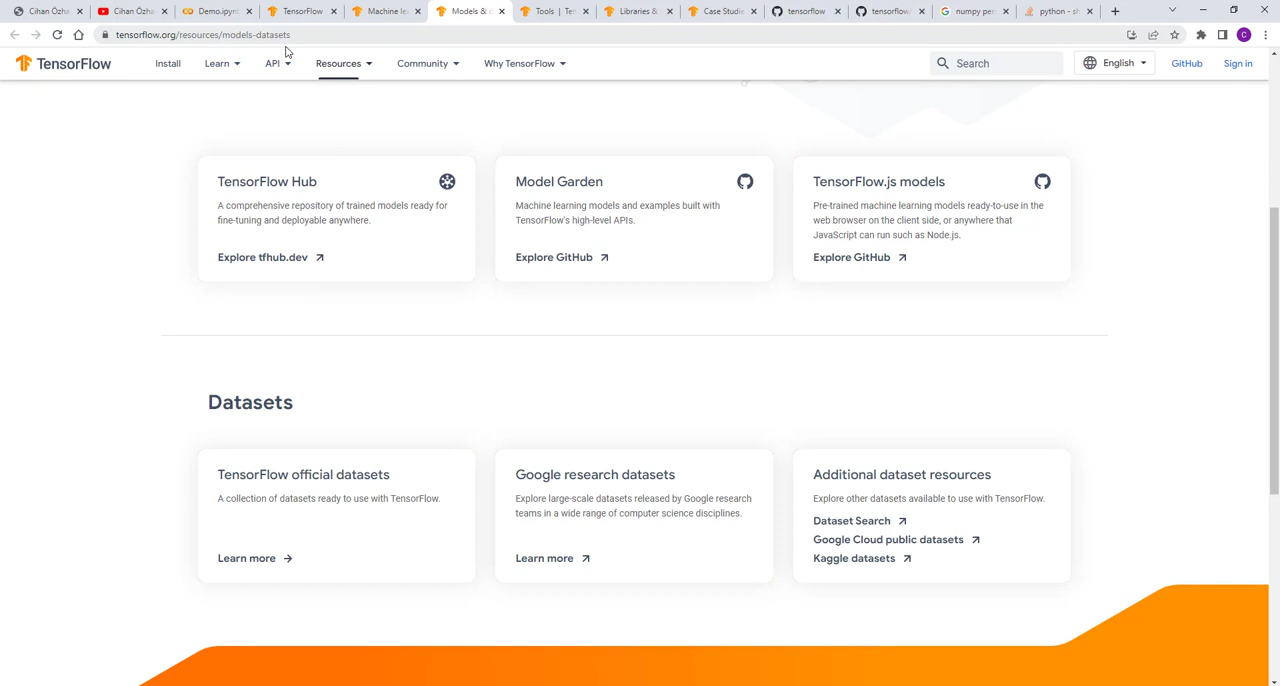 Cihan Özha
Cihan Özha
Demo.ipyn
TensorFlow
Machine le
Models & d
Tools | Ten
Libraries &
Case Studi
tensorflow
tensorflow/
numpy per
python - sh
tensorflow.org/resources/models-datasets
C
TensorFlow
Install
Learn
API
Resources
Community
Why TensorFlow
Search
English
GitHub
Sign in
TensorFlow Hub
A comprehensive repository of trained models ready for
fine-tuning and deployable anywhere.
Explore tfhub.dev
Model Garden
Machine learning models and examples built with
TensorFlow's high-level APIs.
Explore GitHub
TensorFlow.js models
Pre-trained machine learning models ready-to-use in the
web browser on the client side, or anywhere that
JavaScript can run such as Node.js.
Explore GitHub
Datasets
TensorFlow official datasets
A collection of datasets ready to use with TensorFlow.
Learn more
Google research datasets
Explore large-scale datasets released by Google research
teams in a wide range of computer science disciplines.
Learn more
Additional dataset resources
Explore other datasets available to use with TensorFlow.
Dataset Search
Google Cloud public datasets
Kaggle datasets